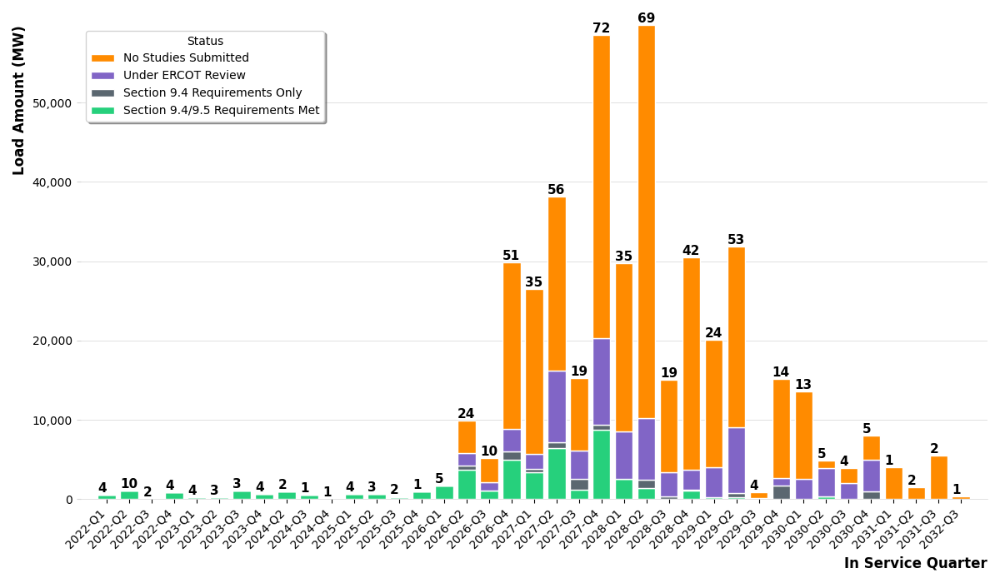 Load Amount (MW)
Status
No Studies Submitted
Under ERCOT Review
Section 9.4 Requirements Only
Section 9.4/9.5 Requirements Met
50,000
40,000
30,000
20,000
10,000
0
4
10
2
4
4
3
3
4
2
1
1
4
3
2
1
5
24
10
51
35
56
19
72
35
69
19
42
24
53
4
14
13
5
4
5
1
2
2
1
2022-Q1
2022-Q2
2022-Q3
2022-Q4
2023-Q1
2023-Q2
2023-Q3
2023-Q4
2024-Q2
2024-Q3
2024-Q4
2025-Q1
2025-Q2
2025-Q3
2025-Q4
2026-Q1
2026-Q2
2026-Q3
2026-Q4
2027-Q1
2027-Q2
2027-Q3
2027-Q4
2028-Q1
2028-Q2
2028-Q3
2028-Q4
2029-Q1
2029-Q2
2029-Q3
2029-Q4
2030-Q1
2030-Q2
2030-Q3
2030-Q4
2031-Q1
2031-Q2
2031-Q3
2032-Q3
In Service Quarter